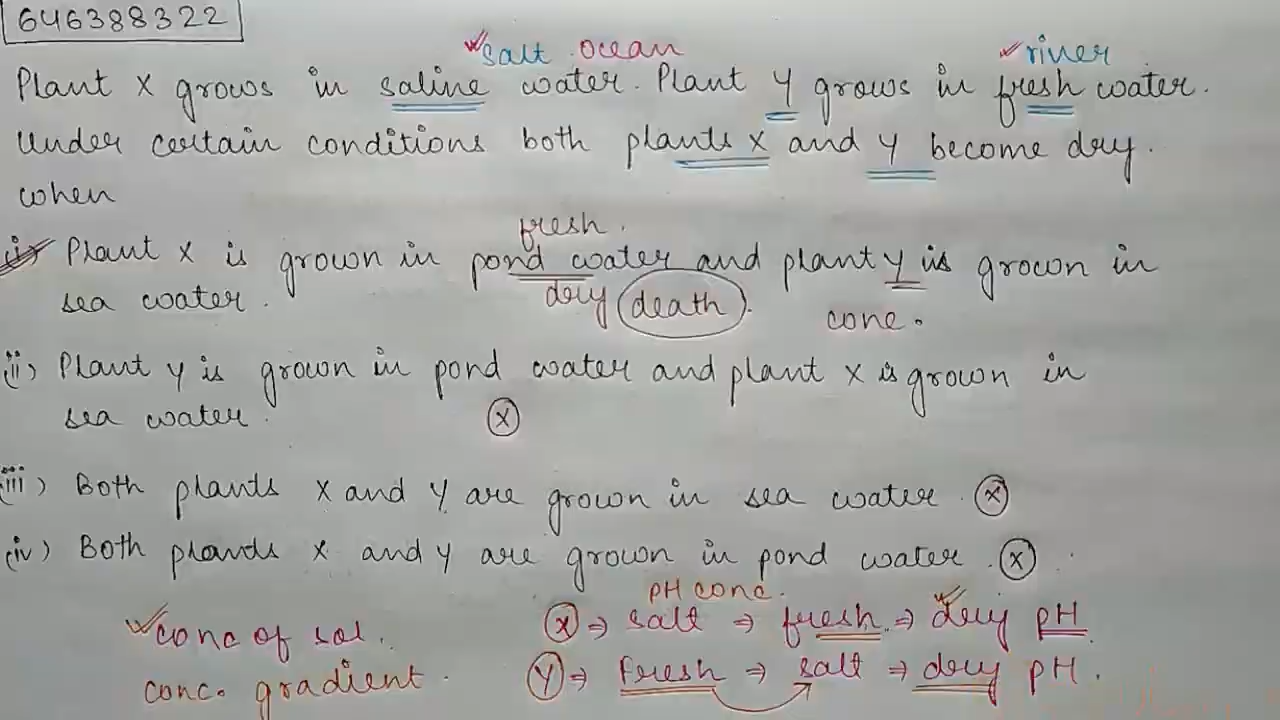 646388322
salt ocean
river
Plant X grows in saline water. Plant Y grows in fresh water.
Under certain conditions both plants X and Y become dry.
when
fresh.
(i) Plant X is grown in pond water and plant Y is grown in
sea water. dry death. conc.
(ii) Plant Y is grown in pond water and plant X is grown in
sea water. X
(iii) Both plants X and Y are grown in sea water. X
(iv) Both plants X and Y are grown in pond water. X
PH conc.
conc of sol. X ⇒ salt ⇒ fresh ⇒ dry pH
conc. gradient. Y ⇒ fresh ⇒ salt ⇒ dry pH.